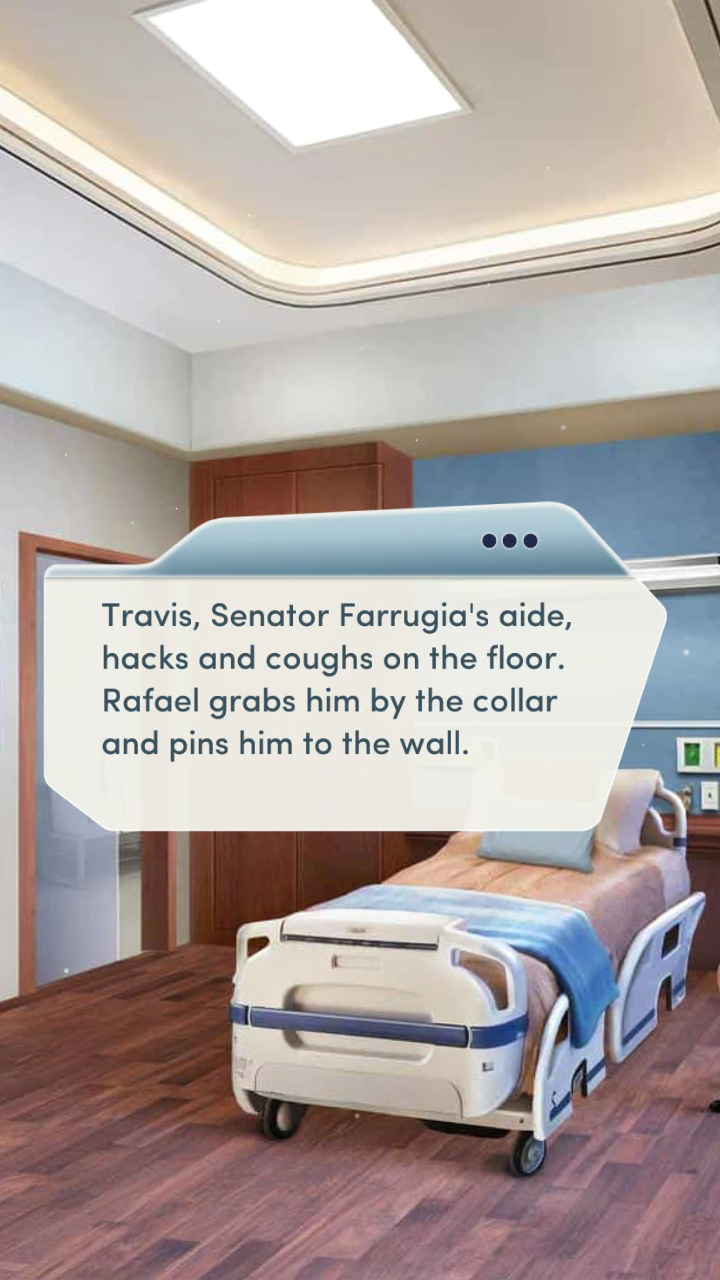 Travis, Senator Farrugia's aide,
hacks and coughs on the floor.
Rafael grabs him by the collar
and pins him to the wall.